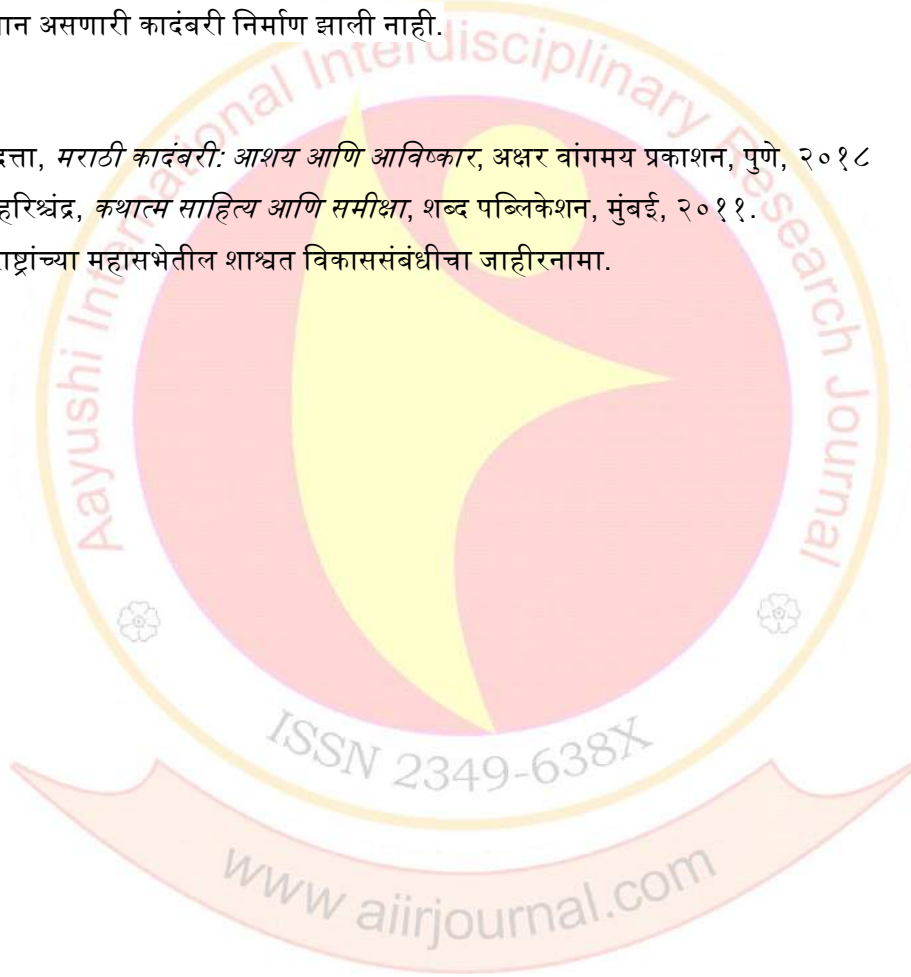 असणारी कादंबरी निर्माण झाली नाही.
दत्ता, मराठी कादंबरी: आशय आणि आविष्कार, अक्षर वांगमय प्रकाशन, पुणे, २०१८
हरिश्चंद्र, कथात्म साहित्य आणि समीक्षा, शब्द पब्लिकेशन, मुंबई, २०११.
राष्ट्रांच्या महासभेतील शाश्वत विकाससंबंधीचा जाहीरनामा.
Aayushi International Interdisciplinary Research Journal
ISSN 2349-638X
www aiirjournal.com